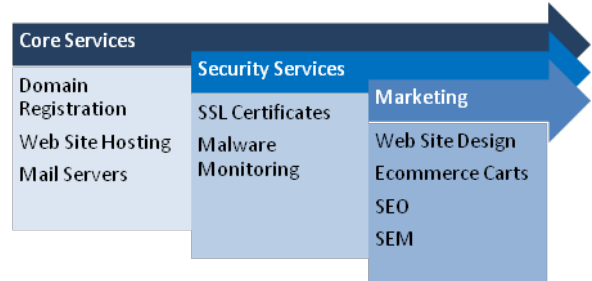 Core Services
Domain
Registration
Web Site Hosting
Mail Servers
Security Services
SSL Certificates
Malware
Monitoring
Marketing
Web Site Design
Ecommerce Carts
SEO
SEM